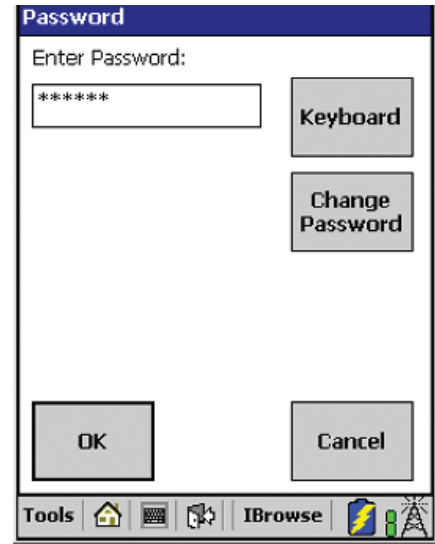 Password
Enter Password:
******
Keyboard
Change
Password
OK
Cancel
Tools
IBrowse